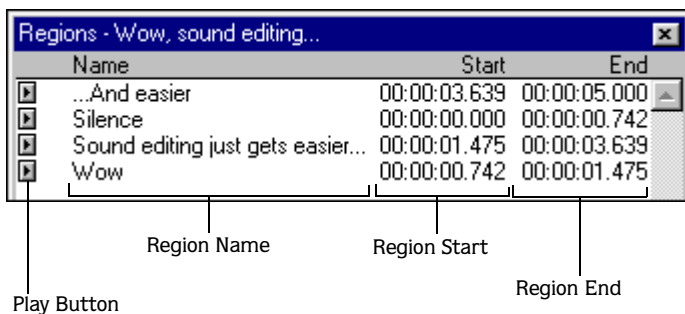 Regions - Wow, sound editing...
Name Start End
...And easier 00:00:03.639 00:00:05.000
Silence 00:00:00.000 00:00:00.742
Sound editing just gets easier... 00:00:01.475 00:00:03.639
Wow 00:00:00.742 00:00:01.475
Region Name Region Start
Region End
Play Button